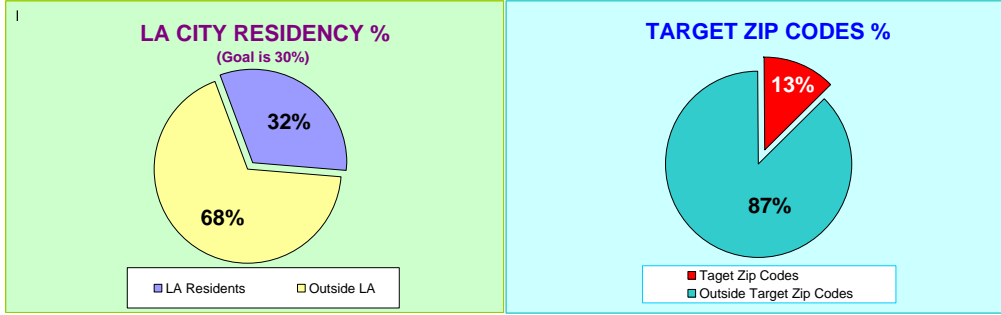 LA CITY RESIDENCY %
(Goal is 30%)
32%
68%
LA Residents
Outside LA
TARGET ZIP CODES %
13%
87%
Taget Zip Codes
Outside Target Zip Codes